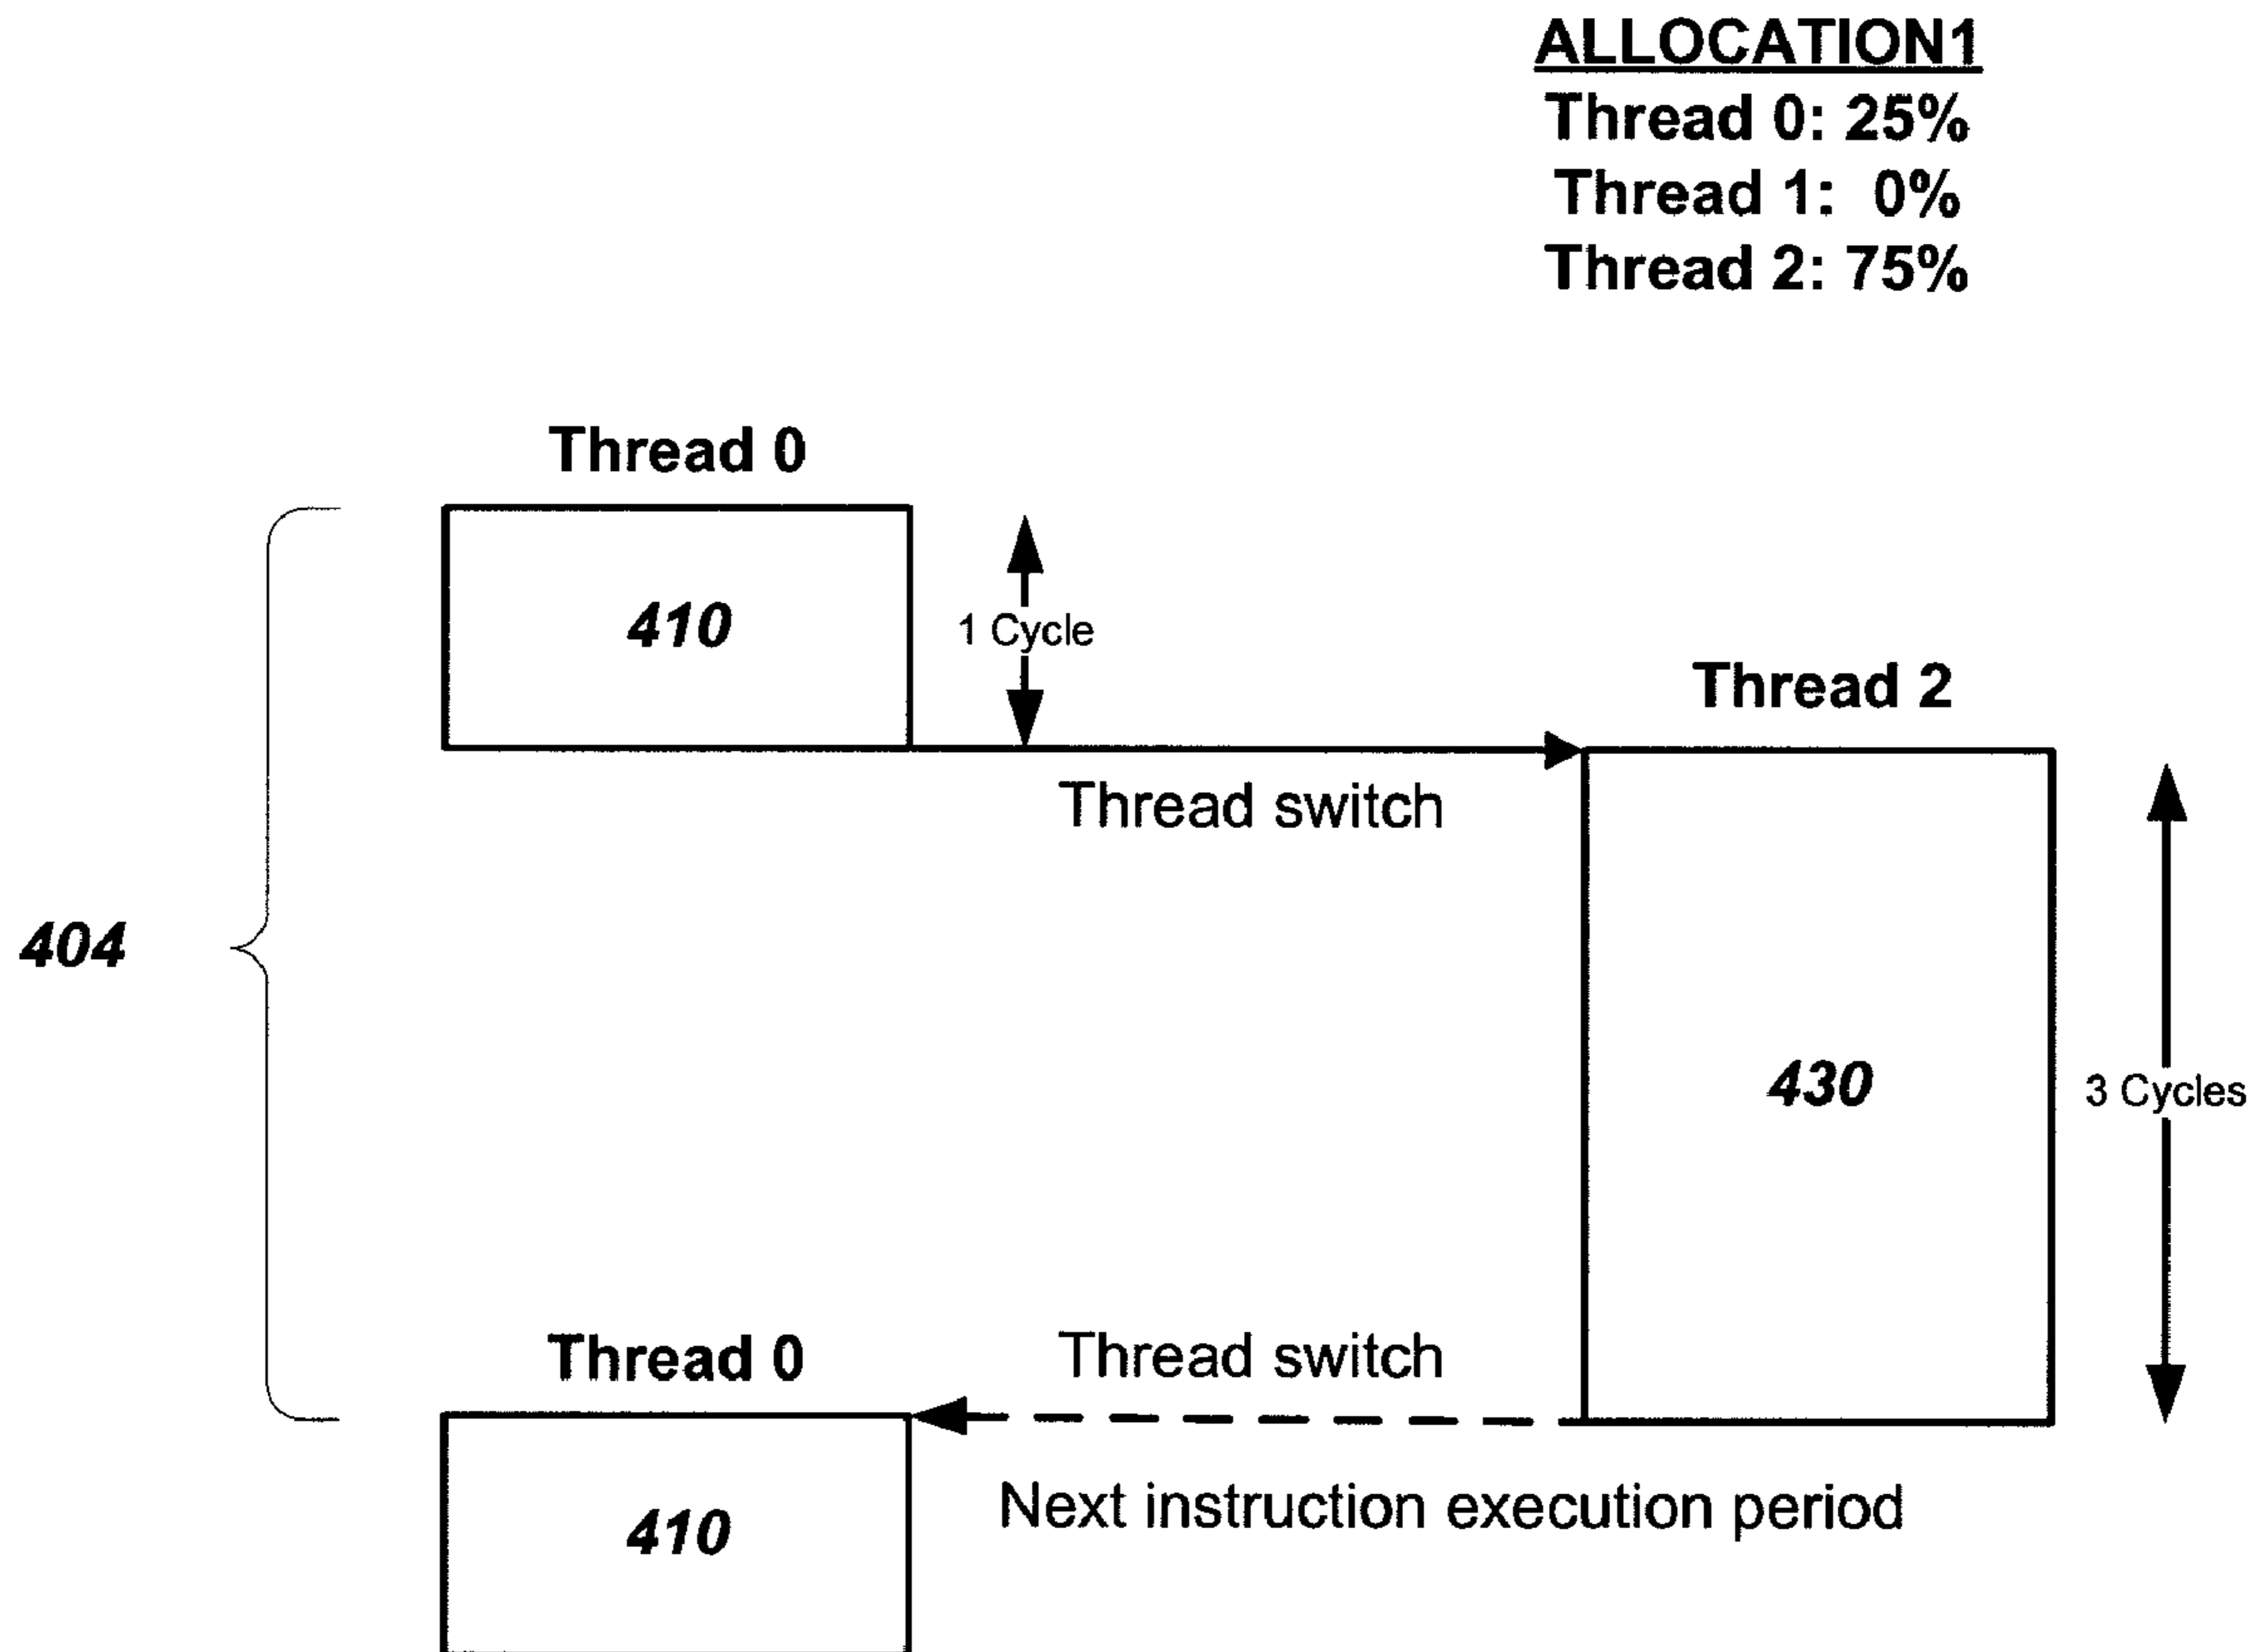 ALLOCATION1
Thread 0: 25%
Thread 1: 0%
Thread 2: 75%
Thread 0
410
1 Cycle
Thread 2
Thread switch
404
430
3 Cycles
Thread 0
Thread switch
410
Next instruction execution period